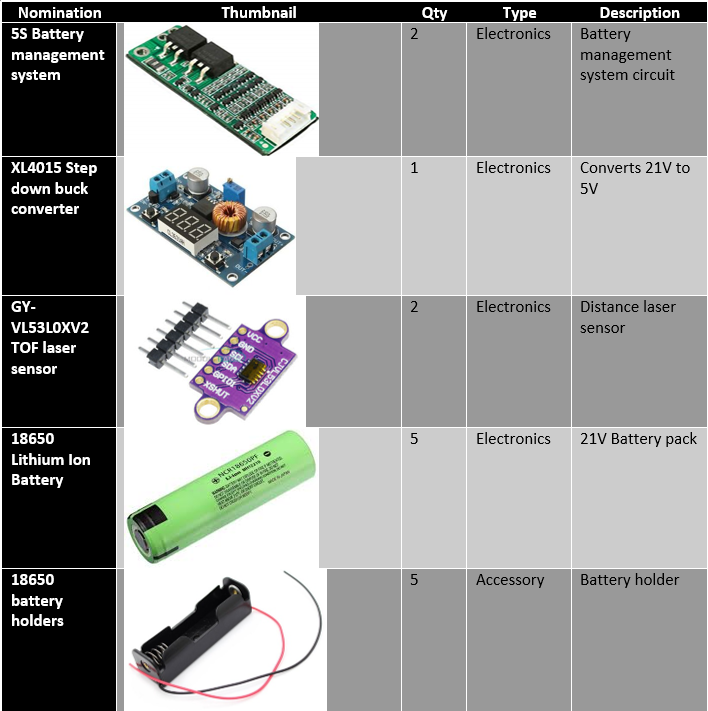 Nomination Thumbnail Qty Type Description
5S Battery
management
system
2
Electronics
Battery
management
system circuit
XL4015 Step
down buck
converter
1
Electronics
Converts 21V to
5V
GY-
VL53L0XV2
TOF laser
sensor
VCC
GND
SCL
SDA
GPIO1
XSHUT
2
Electronics
Distance laser
sensor
18650
Lithium Ion
Battery
NCR18650PF
5
Electronics
21V Battery pack
18650
battery
holders
5
Accessory
Battery holder